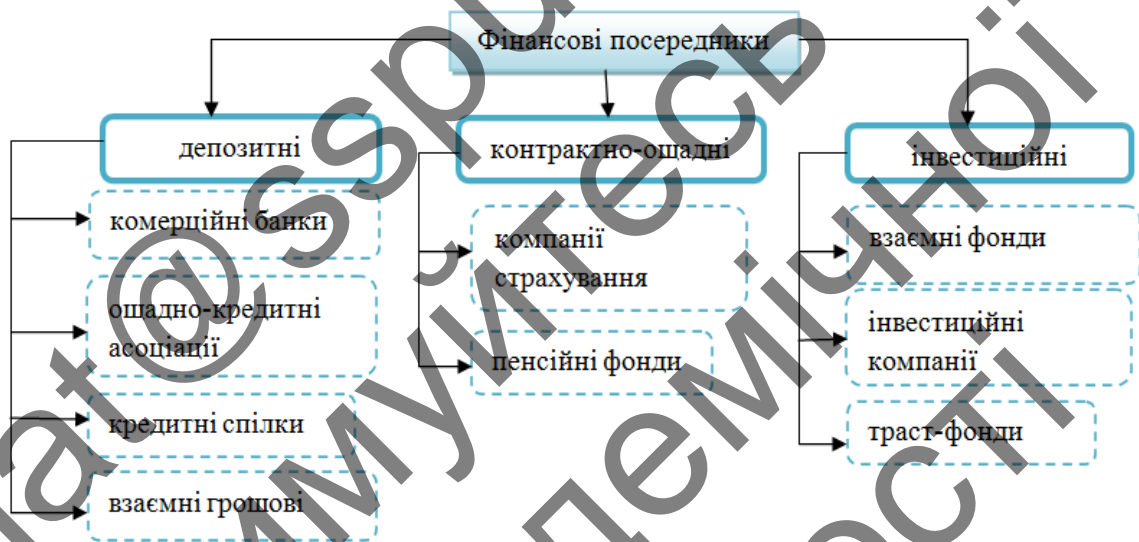 Фінансові посередники
депозитні
комерційні банки
ощадно-кредитні
асоціації
кредитні спілки
взаємні грошові
контрактно-ощадні
компанії
страхування
пенсійні фонди
інвестиційні
взаємні фонди
інвестиційні
компанії
траст-фонди